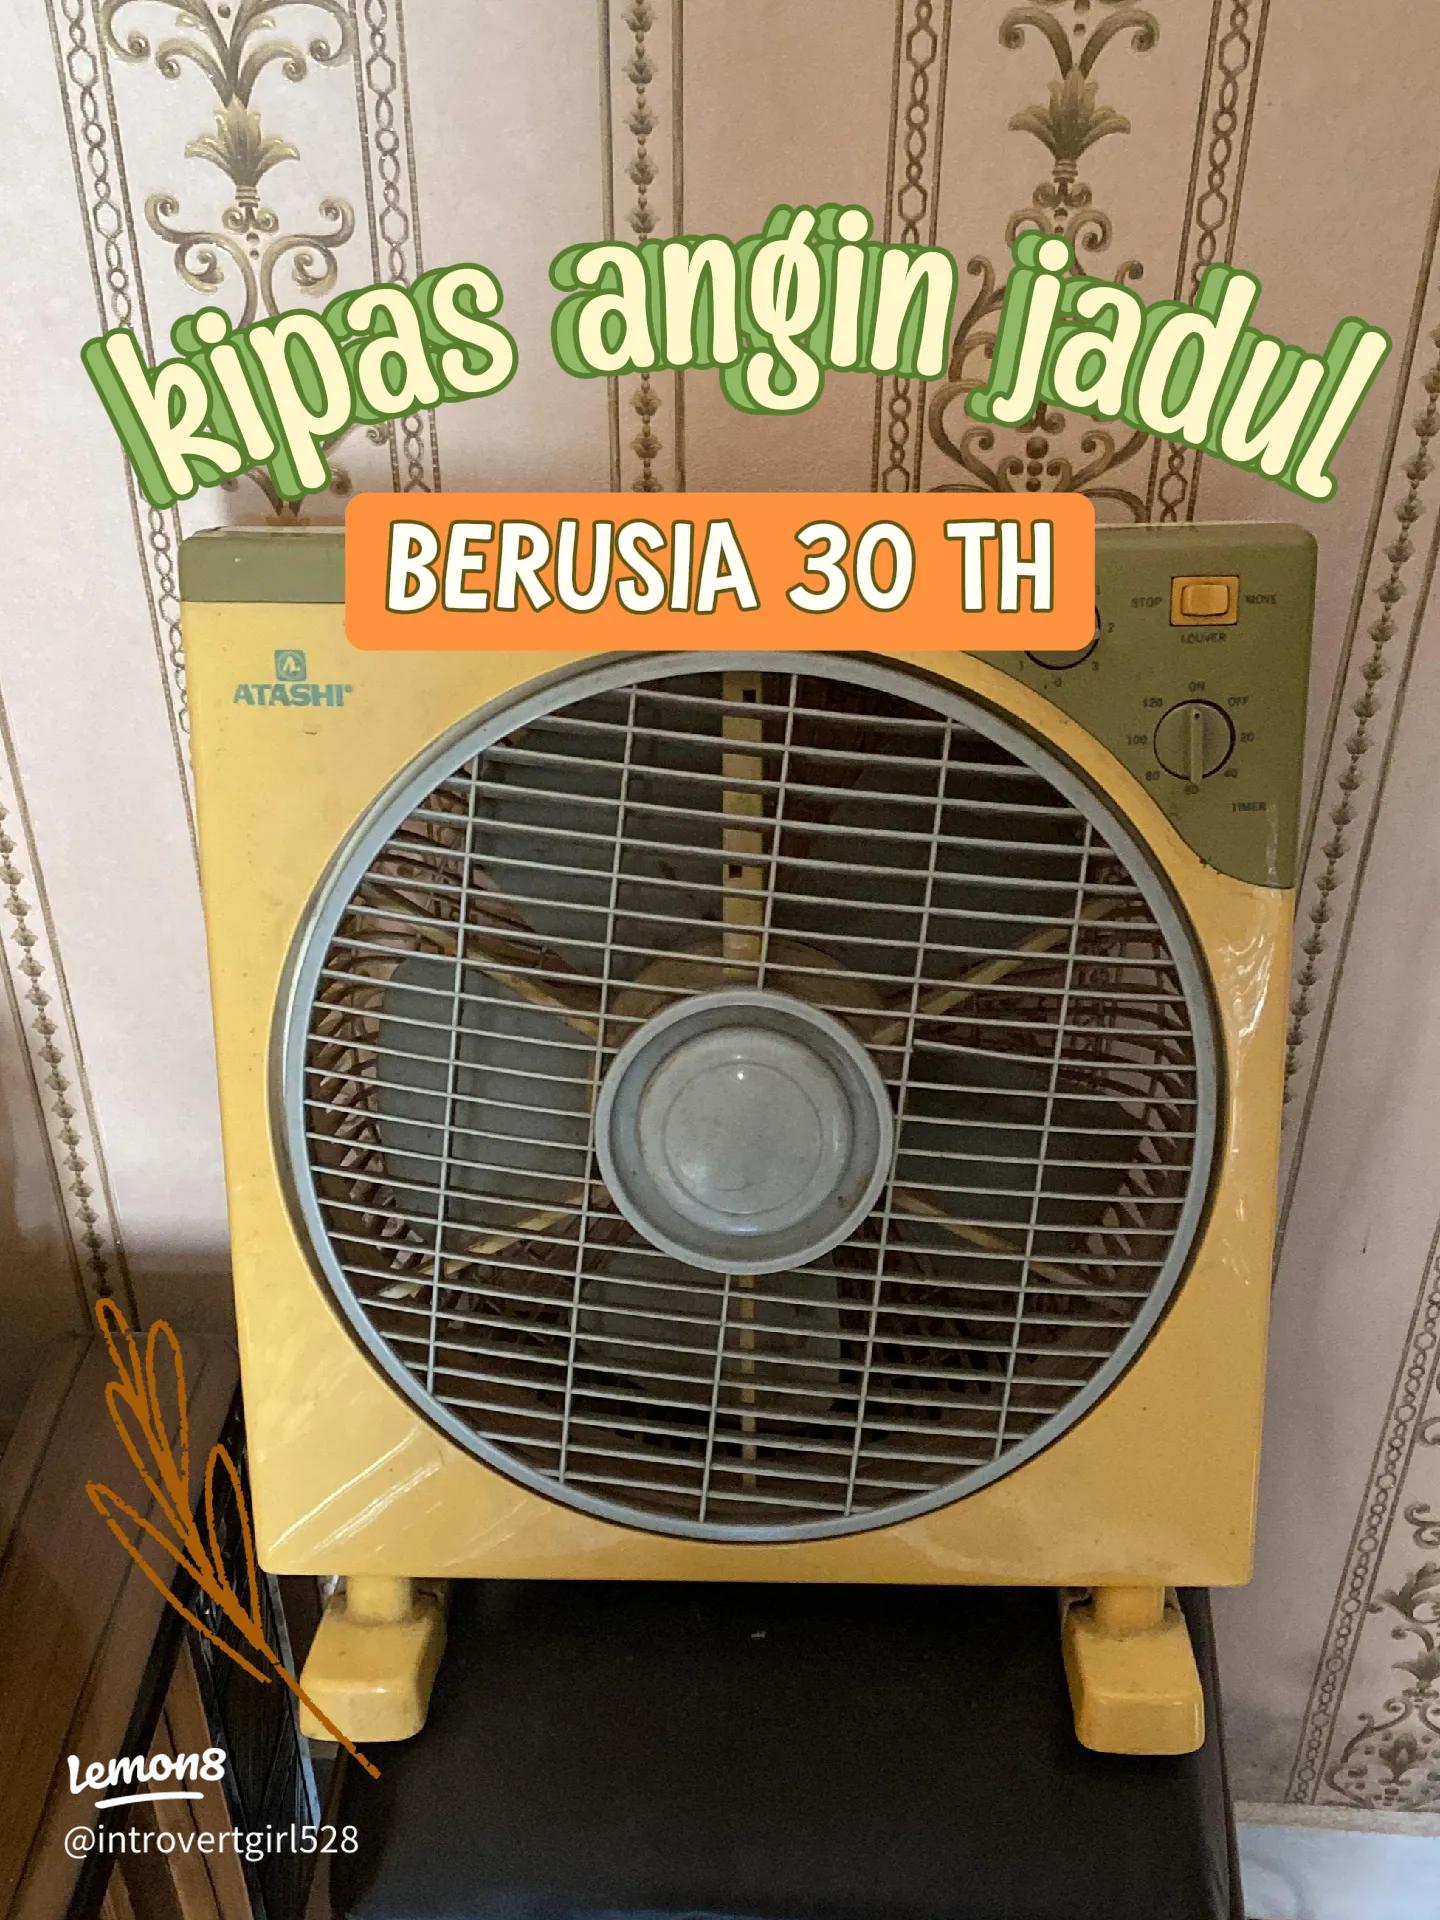 kipas angin jadul
BERUSIA 30 TH
STOP
MOVE
LOUVER
1
2
3
0
1
ATASHI
ON
OFF
120
20
100
40
80
60
TIMER
Lemon8
@introvertgirl528